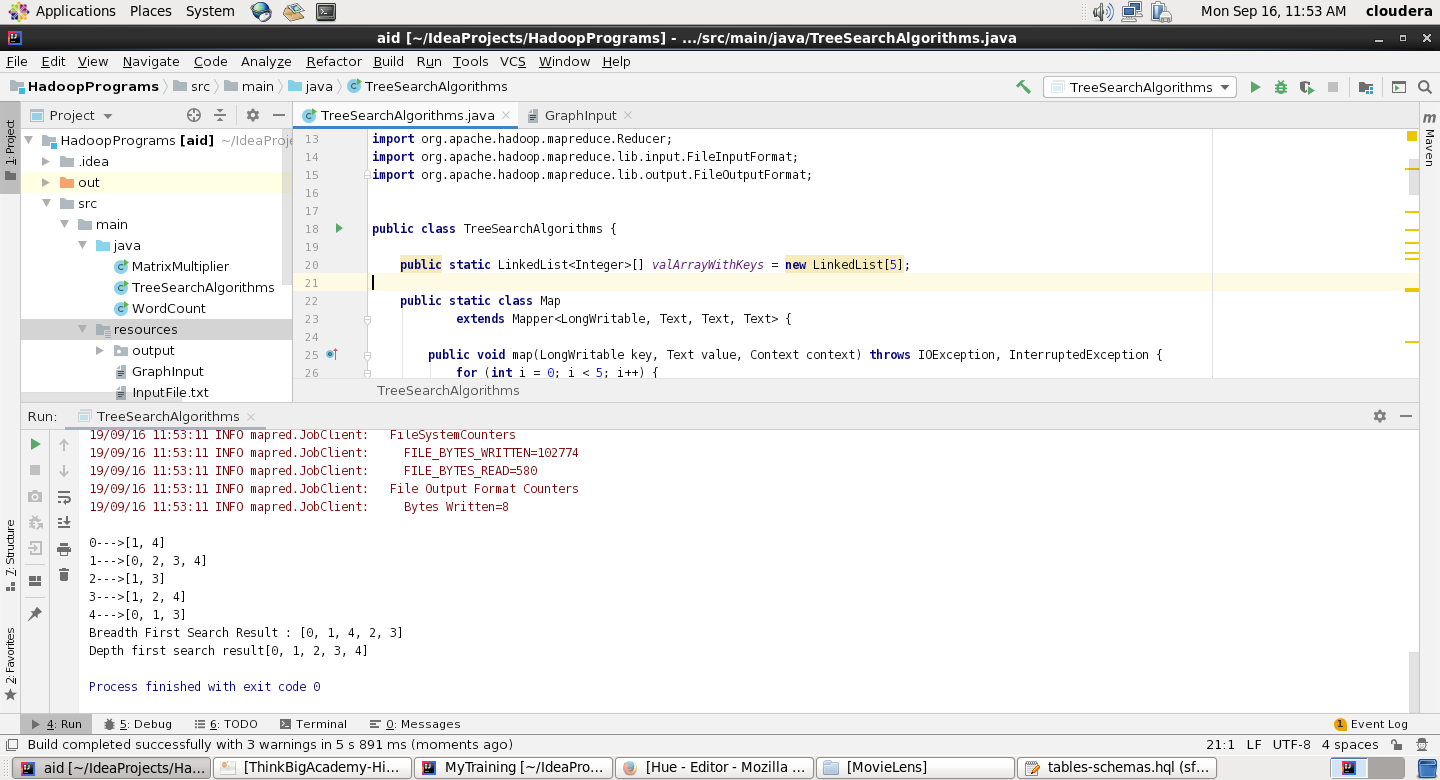 Applications Places System Mon Sep 16, 11:53 AM cloudera
aid [~/IdeaProjects/HadoopPrograms] - .../src/main/java/TreeSearchAlgorithms.java
File Edit View Navigate Code Analyze Refactor Build Run Tools VCS Window Help
HadoopPrograms src main java TreeSearchAlgorithms TreeSearchAlgorithms
1: Project
Project
HadoopPrograms [aid] ~/IdeaProje
.idea
out
src
main
java
MatrixMultiplier
TreeSearchAlgorithms
WordCount
resources
output
GraphInput
InputFile.txt
TreeSearchAlgorithms.java GraphInput
13 import org.apache.hadoop.mapreduce.Reducer;
14 import org.apache.hadoop.mapreduce.lib.input.FileInputFormat;
15 import org.apache.hadoop.mapreduce.lib.output.FileOutputFormat;
16
17
18 public class TreeSearchAlgorithms {
19
20 public static LinkedList<Integer>[] valArrayWithKeys = new LinkedList[5];
21
22 public static class Map
23 extends Mapper<LongWritable, Text, Text, Text> {
24
25 public void map(LongWritable key, Text value, Context context) throws IOException, InterruptedException {
26 for (int i = 0; i < 5; i++) {
TreeSearchAlgorithms
m Maven
Run: TreeSearchAlgorithms
19/09/16 11:53:11 INFO mapred.JobClient: FileSystemCounters
19/09/16 11:53:11 INFO mapred.JobClient: FILE_BYTES_WRITTEN=102774
19/09/16 11:53:11 INFO mapred.JobClient: FILE_BYTES_READ=580
19/09/16 11:53:11 INFO mapred.JobClient: File Output Format Counters
19/09/16 11:53:11 INFO mapred.JobClient: Bytes Written=8
0--->[1, 4]
1--->[0, 2, 3, 4]
2--->[1, 3]
3--->[1, 2, 4]
4--->[0, 1, 3]
Breadth First Search Result : [0, 1, 4, 2, 3]
Depth first search result[0, 1, 2, 3, 4]
Process finished with exit code 0
7: Structure
2: Favorites
4: Run 5: Debug 6: TODO Terminal 0: Messages 1 Event Log
Build completed successfully with 3 warnings in 5 s 891 ms (moments ago) 21:1 LF UTF-8 4 spaces
aid [~/IdeaProjects/Ha... [ThinkBigAcademy-Hi... MyTraining [~/IdeaPro... [Hue - Editor - Mozilla ... [MovieLens] tables-schemas.hql (sf...